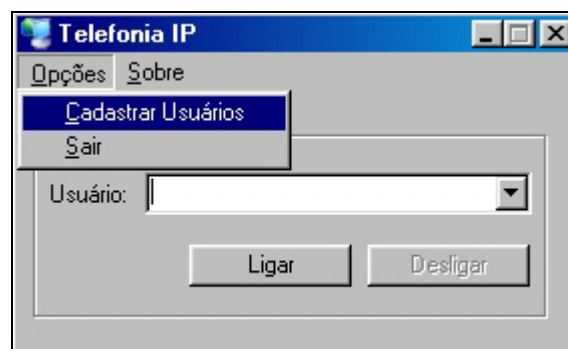 Telefonia IP
Opções Sobre
Cadastrar Usuários
Sair
Usuário:
Ligar Desligar